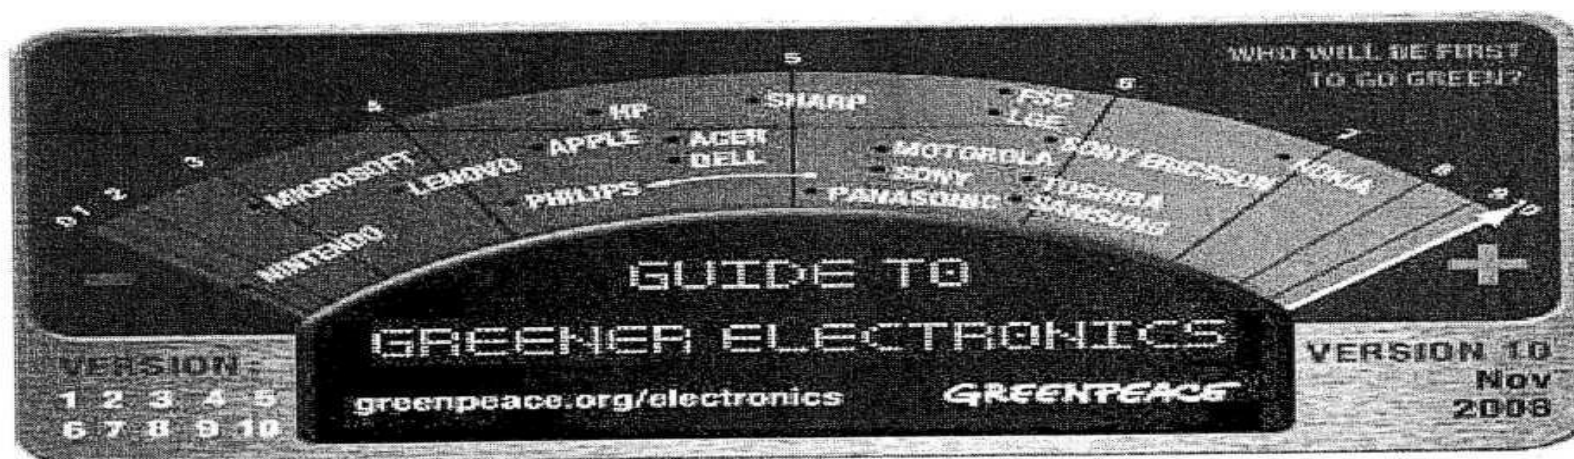 WHO WILL BE FIRST
TO GO GREEN?
0 1 2 3 4 5 6 7 8 9 10
HP
SHARP
FSC
LGE
MICROSOFT
LENOVO
APPLE
ACER
DELL
MOTOROLA
SONY
SONY ERICSSON
NOKIA
NINTENDO
PHILIPS
PANASONIC
TOSHIBA
SAMSUNG
-
+
GUIDE TO
GREENER ELECTRONICS
greenpeace.org/electronics
GREENPEACE
VERSION:
1 2 3 4 5
6 7 8 9 10
VERSION 10
Nov
2008